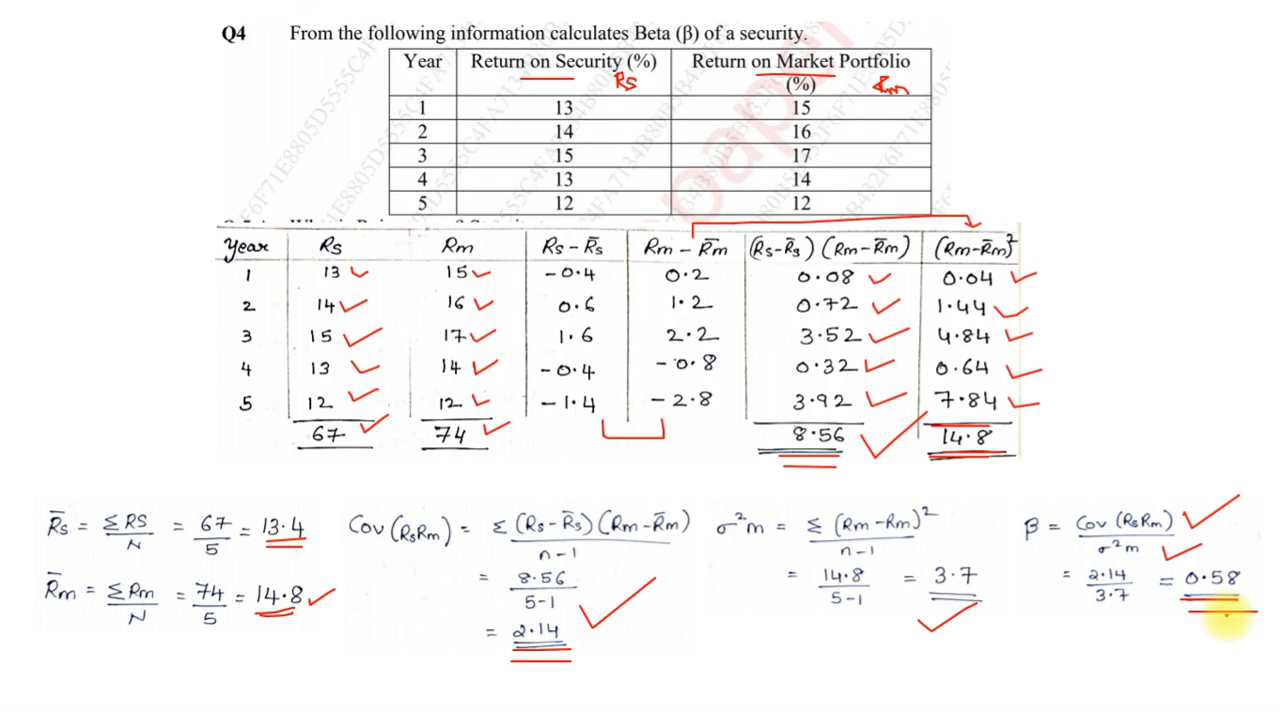 Q4 From the following information calculates Beta (β) of a security.
Year Return on Security (%) Return on Market Portfolio (%)
Rs Rm
1 13 15
2 14 16
3 15 17
4 13 14
5 12 12
Year Rs Rm Rs - R̄s Rm - R̄m (Rs-R̄s) (Rm-R̄m) (Rm-R̄m)²
1 13 15 -0.4 0.2 0.08 0.04
2 14 16 0.6 1.2 0.72 1.44
3 15 17 1.6 2.2 3.52 4.84
4 13 14 -0.4 -0.8 0.32 0.64
5 12 12 -1.4 -2.8 3.92 7.84
67 74 8.56 14.8
R̄s = ΣRS/N = 67/5 = 13.4
R̄m = ΣRm/N = 74/5 = 14.8
Cov (RsRm) = Σ (Rs-R̄s)(Rm-R̄m)/n-1
= 8.56/5-1
= 2.14
σ²m = Σ (Rm-Rm)²/n-1
= 14.8/5-1 = 3.7
β = Cov (RsRm)/σ²m
= 2.14/3.7 = 0.58